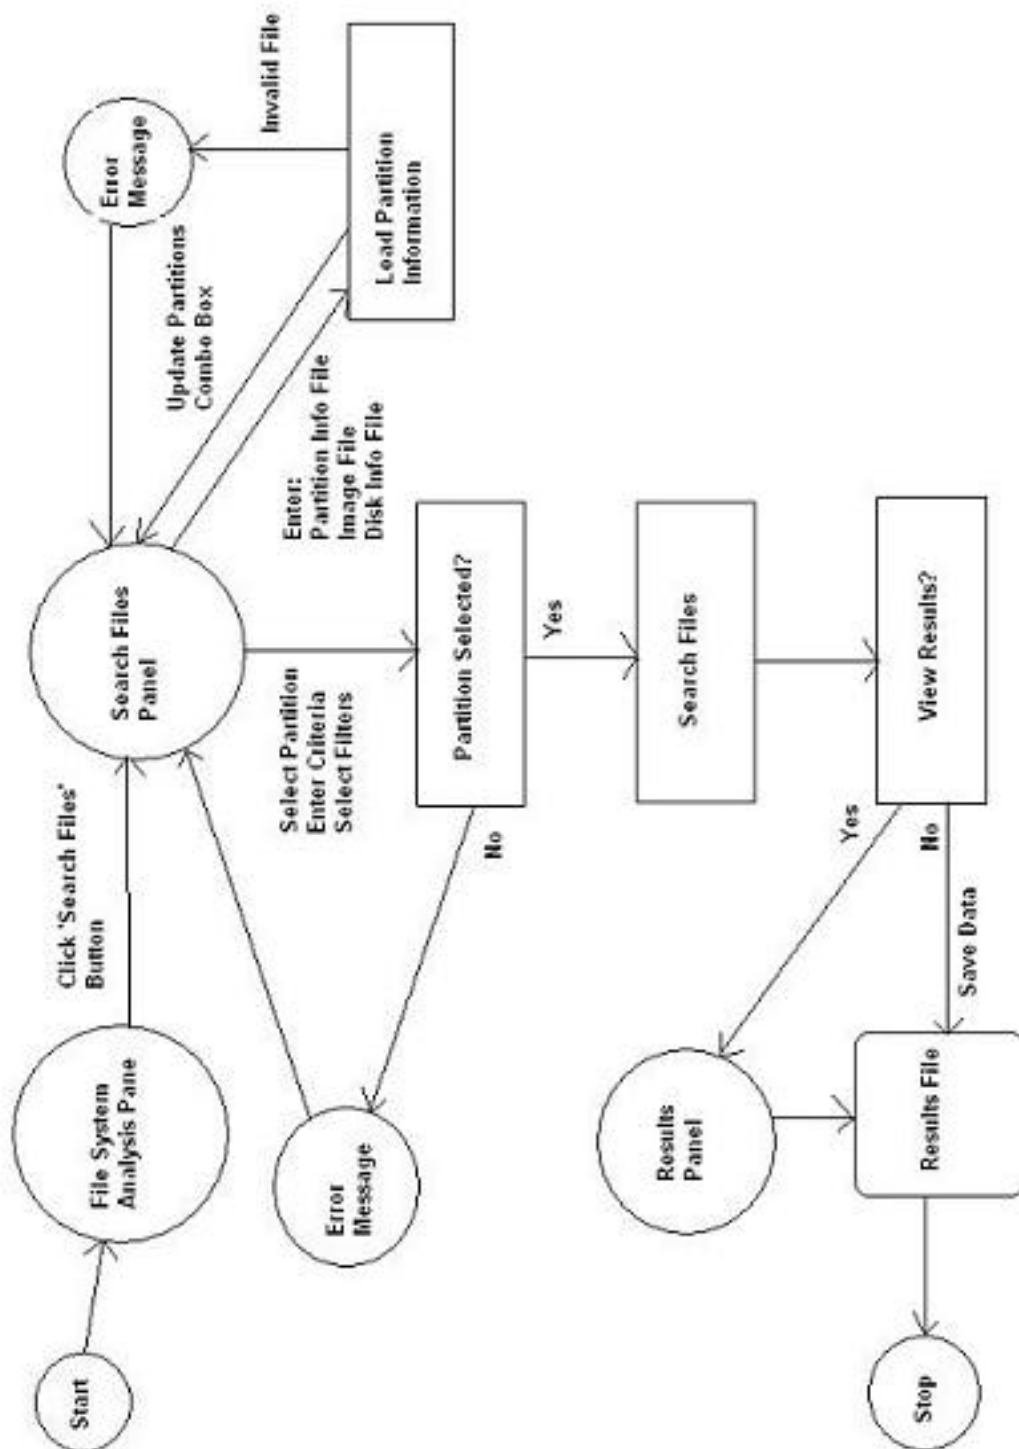 Start
File System
Analysis Pane
Click 'Search Files'
Button
Search Files
Panel
Error
Message
Invalid File
Update Partitions
Combo Box
Load Partition
Information
Enter:
Partition Info File
Image File
Disk Info File
Select Partition
Enter Criteria
Select Filters
Error
Message
No
Partition Selected?
Yes
Search Files
View Results?
Yes
No
Save Data
Results
Panel
Results File
Stop